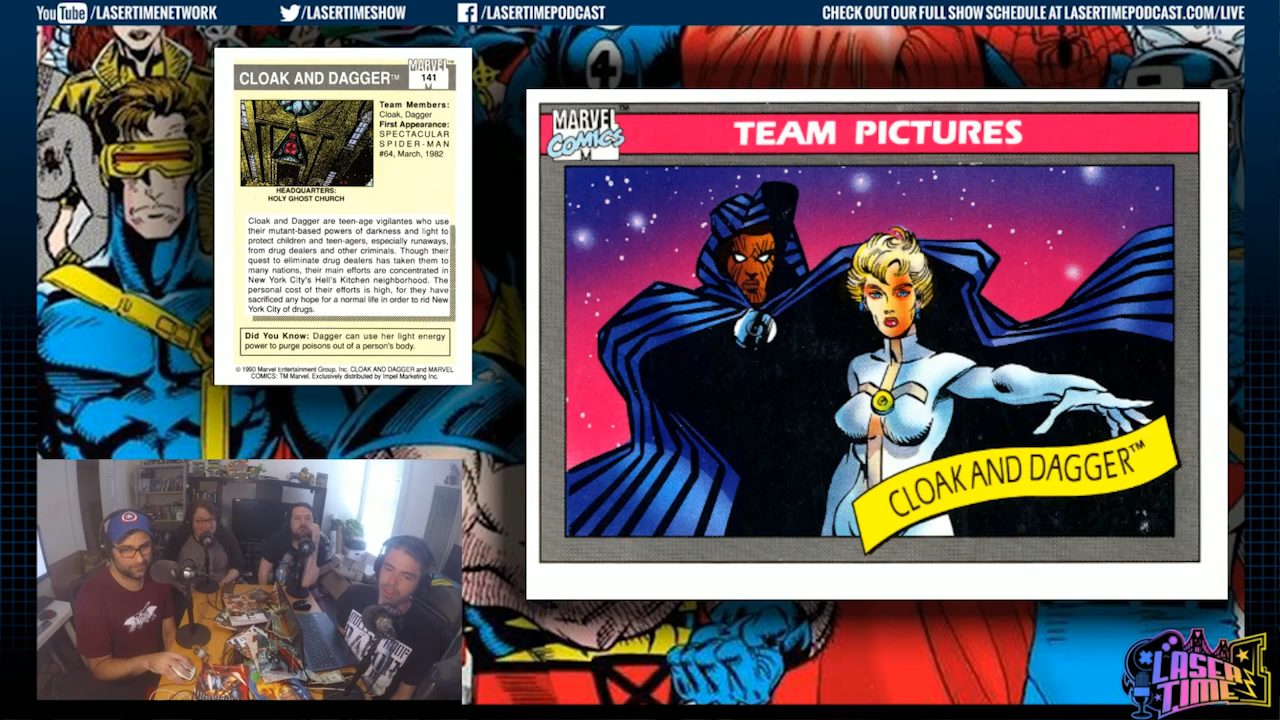 YouTube /LASERTIMENETWORK
/LASERTIMESHOW
/LASERTIMEPODCAST
CHECK OUT OUR FULL SHOW SCHEDULE AT LASERTIMEPODCAST.COM/LIVE
CLOAK AND DAGGER™
MARVEL™
141
Team Members:
Cloak, Dagger
First Appearance:
SPECTACULAR
SPIDER-MAN
#64, March, 1982
HEADQUARTERS:
HOLY GHOST CHURCH
Cloak and Dagger are teen-age vigilantes who use
their mutant-based powers of darkness and light to
protect children and teen-agers, especially runaways,
from drug dealers and other criminals. Though their
quest to eliminate drug dealers has taken them to
many nations, their main efforts are concentrated in
New York City's Hell's Kitchen neighborhood. The
personal cost of their efforts is high, for they have
sacrificed any hope for a normal life in order to rid New
York City of drugs.
Did You Know: Dagger can use her light energy
power to purge poisons out of a person's body.
© 1990 Marvel Entertainment Group, Inc. CLOAK AND DAGGER and MARVEL
COMICS: TM Marvel. Exclusively distributed by Impel Marketing Inc.
MARVEL™
COMICS
M
TEAM PICTURES
CLOAK AND DAGGER™
4
LASER
TIME